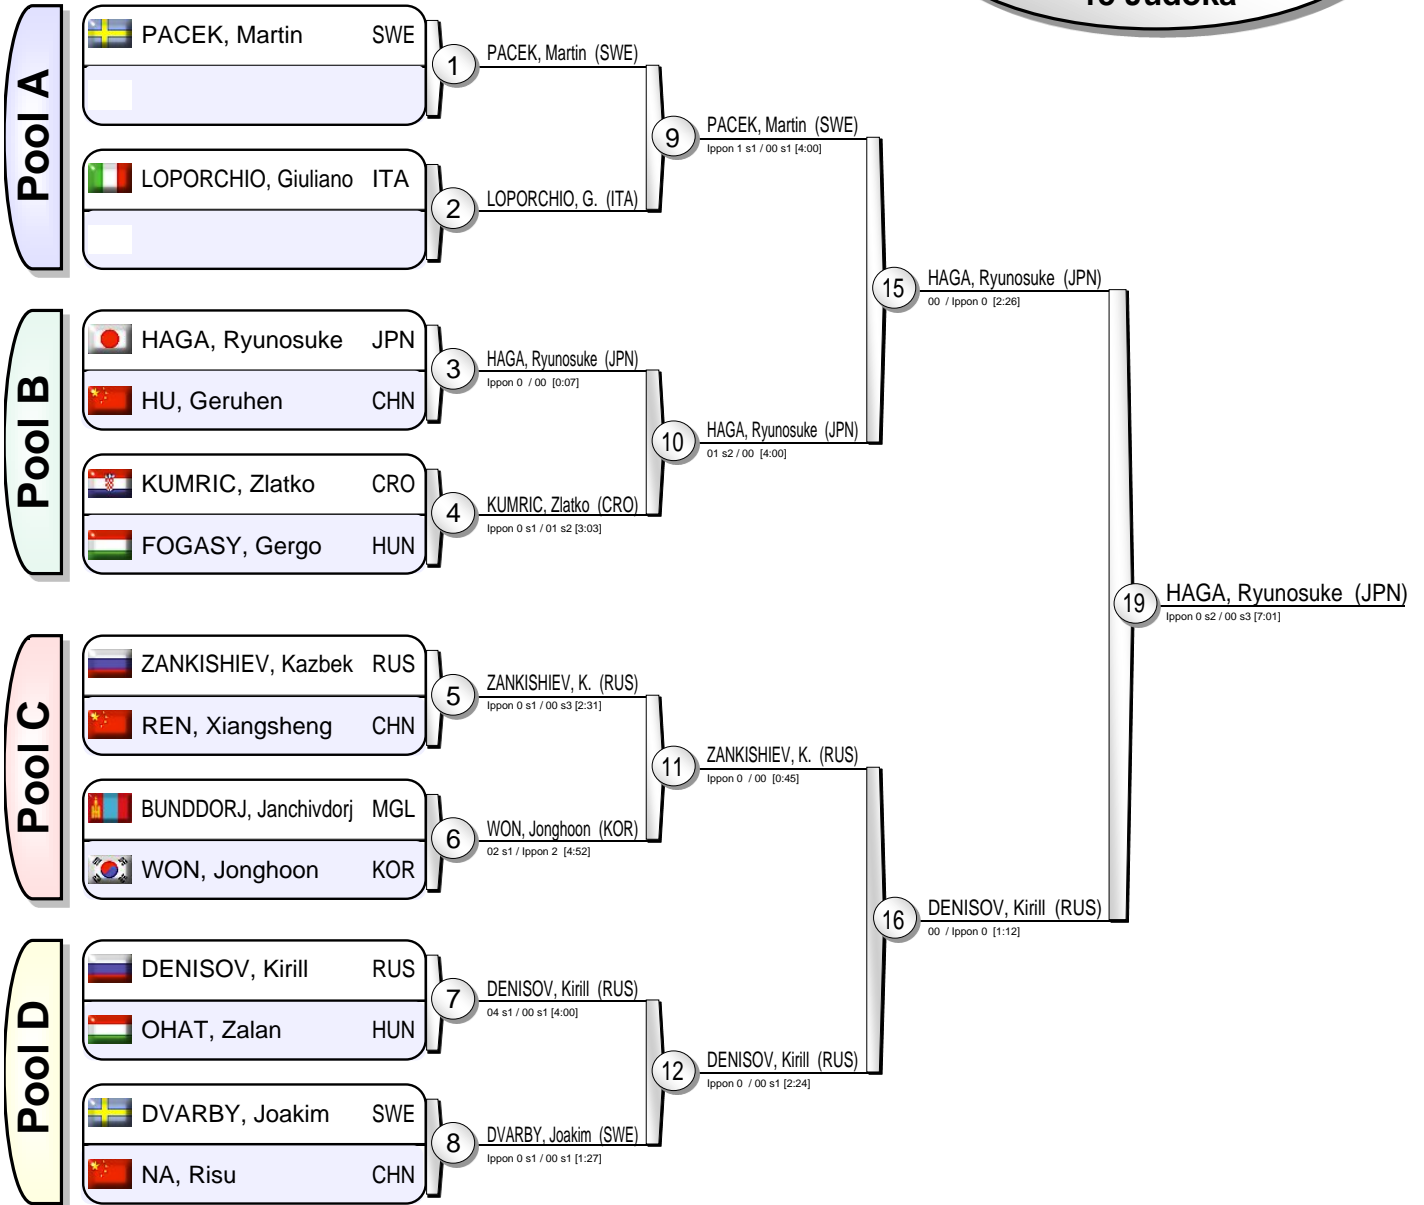 Judoka
Pool A
PACEK, Martin SWE
LOPORCHIO, Giuliano ITA
1
PACEK, Martin (SWE)
2
LOPORCHIO, G. (ITA)
9
PACEK, Martin (SWE)
Ippon 1 s1 / 00 s1 [4:00]
Pool B
HAGA, Ryunosuke JPN
HU, Geruhen CHN
KUMRIC, Zlatko CRO
FOGASY, Gergo HUN
3
HAGA, Ryunosuke (JPN)
Ippon 0 / 00 [0:07]
4
KUMRIC, Zlatko (CRO)
Ippon 0 s1 / 01 s2 [3:03]
10
HAGA, Ryunosuke (JPN)
01 s2 / 00 [4:00]
15
HAGA, Ryunosuke (JPN)
00 / Ippon 0 [2:26]
Pool C
ZANKISHIEV, Kazbek RUS
REN, Xiangsheng CHN
BUNDDORJ, Janchivdorj MGL
WON, Jonghoon KOR
5
ZANKISHIEV, K. (RUS)
Ippon 0 s1 / 00 s3 [2:31]
6
WON, Jonghoon (KOR)
02 s1 / Ippon 2 [4:52]
11
ZANKISHIEV, K. (RUS)
Ippon 0 / 00 [0:45]
Pool D
DENISOV, Kirill RUS
OHAT, Zalan HUN
DVARBY, Joakim SWE
NA, Risu CHN
7
DENISOV, Kirill (RUS)
04 s1 / 00 s1 [4:00]
8
DVARBY, Joakim (SWE)
Ippon 0 s1 / 00 s1 [1:27]
12
DENISOV, Kirill (RUS)
Ippon 0 / 00 s1 [2:24]
16
DENISOV, Kirill (RUS)
00 / Ippon 0 [1:12]
19
HAGA, Ryunosuke (JPN)
Ippon 0 s2 / 00 s3 [7:01]